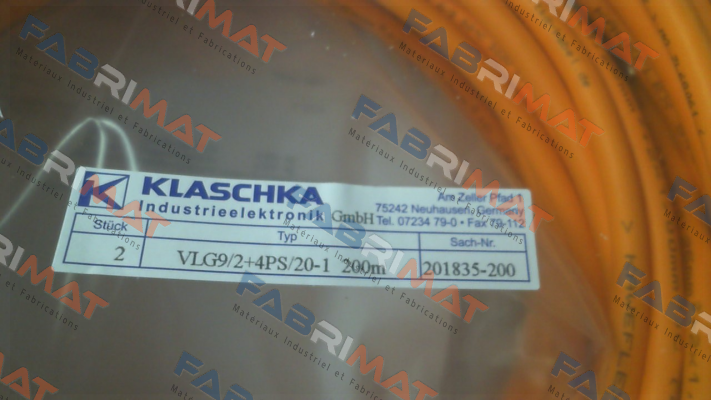 KLASCHKA
Industrieelektronik GmbH
Am Zeller Pfad 1
75242 Neuhausen, Germany
Tel. 07234 79-0 • Fax 79-112
Stück Typ Sach-Nr.
2 VLG9/2+4PS/20-1 200m 201835-200
FABRIMAT
Materiaux Industriel et Fabrications